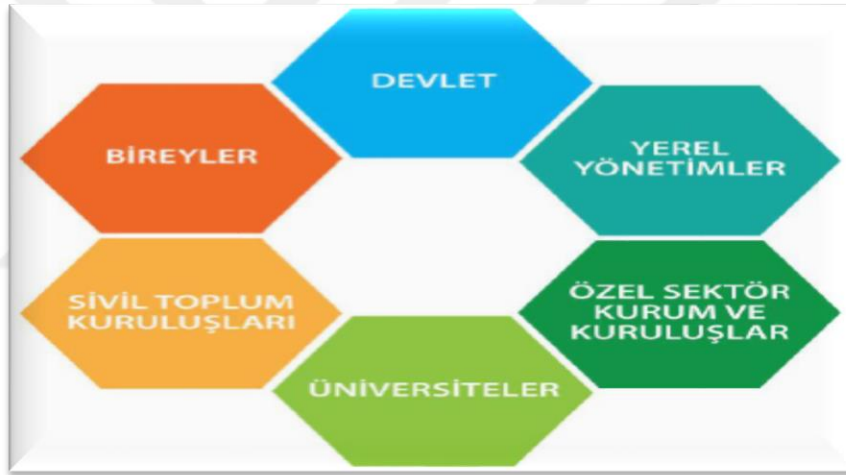 DEVLET
YEREL
YÖNETİMLER
ÖZEL SEKTÖR
KURUM VE
KURULUŞLAR
ÜNİVERSİTELER
SİVİL TOPLUM
KURULUŞLARI
BİREYLER